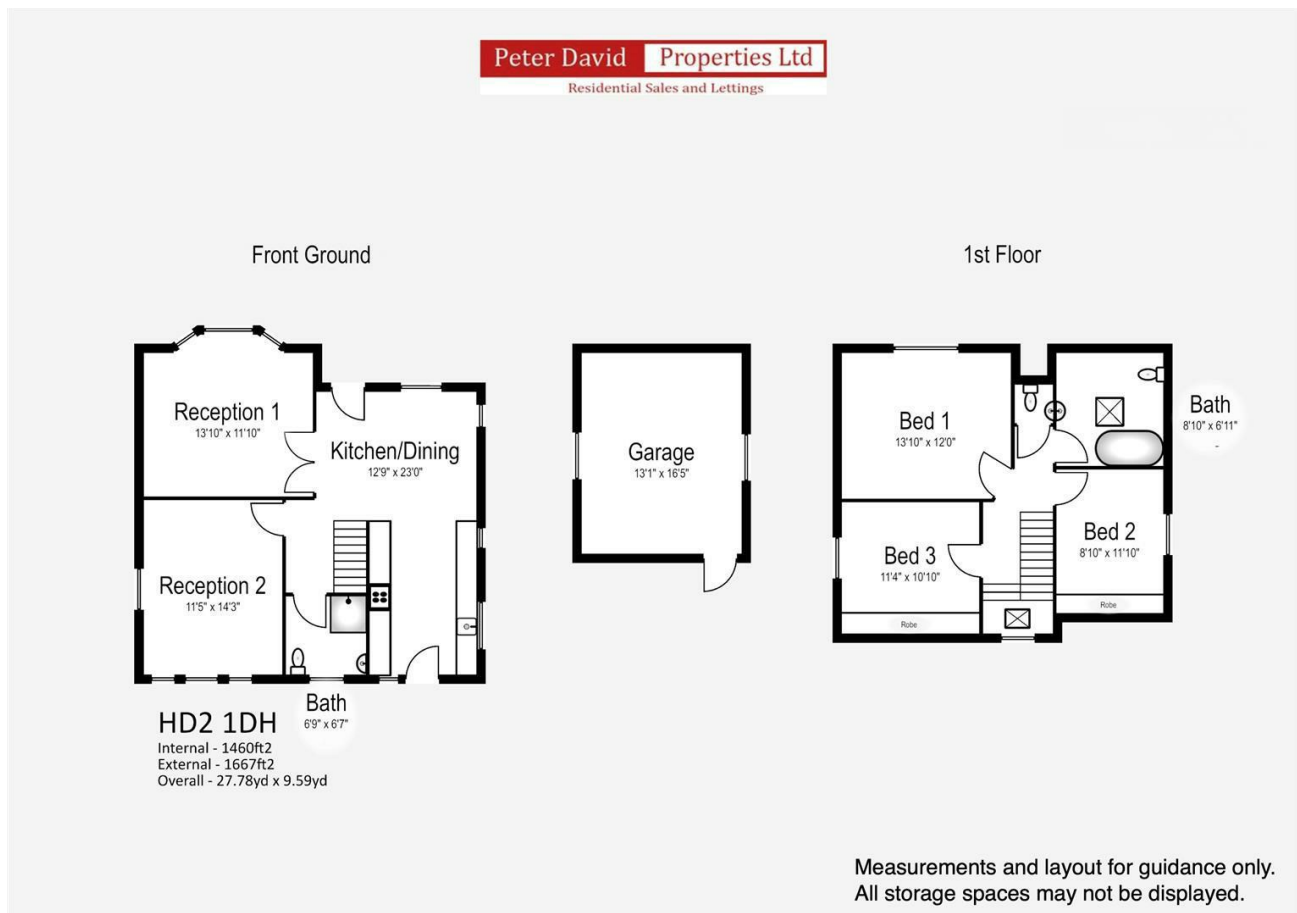 Peter David Properties Ltd
Residential Sales and Lettings
Front Ground
1st Floor
Reception 1
13'10" x 11'10"
Kitchen/Dining
12'9" x 23'0"
Reception 2
11'5" x 14'3"
Bath
6'9" x 6'7"
Garage
13'1" x 16'5"
Bed 1
13'10" x 12'0"
Bath
8'10" x 6'11"
Bed 2
8'10" x 11'10"
Robe
Bed 3
11'4" x 10'10"
Robe
HD2 1DH
Internal - 1460ft2
External - 1667ft2
Overall - 27.78yd x 9.59yd
Measurements and layout for guidance only.
All storage spaces may not be displayed.